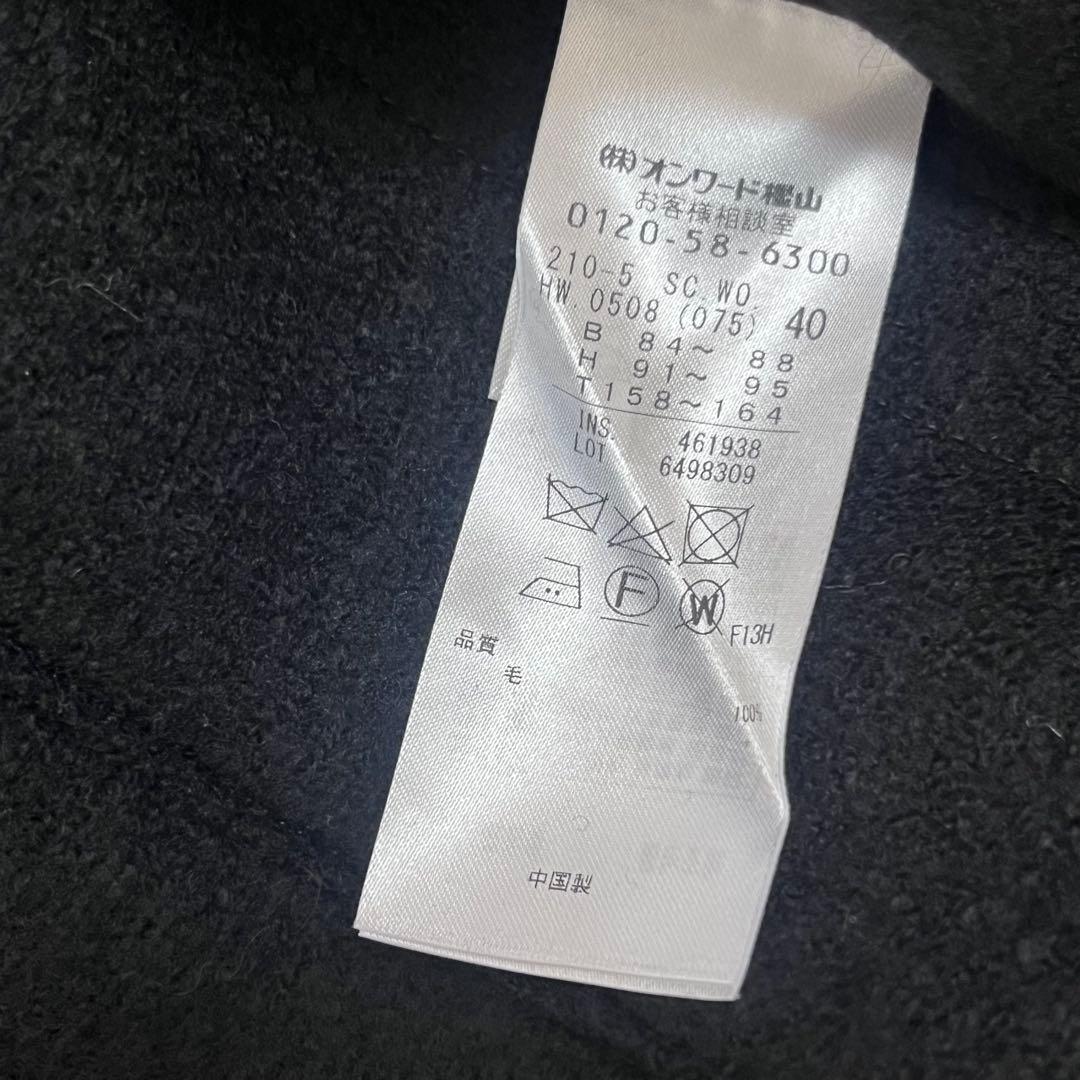 (株)オンワード樫山
お客様相談室
0120-58-6300
210-5 SC.WO.
HW.0508 (075) 40
B 84～ 88
H 91～ 95
T 158～164
INS. 461938
LOT 6498309
F
W
F13H
品質
毛
100%
中国製